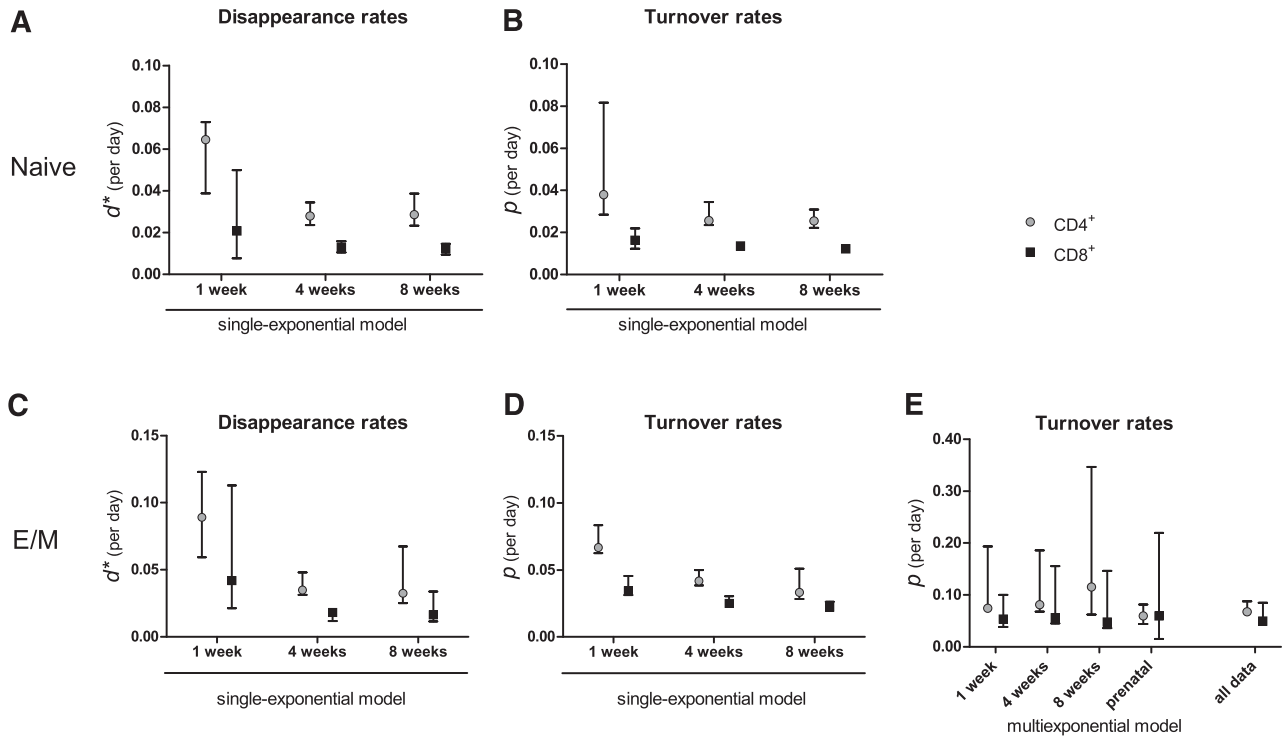 A
Disappearance rates
B
Turnover rates
Naive
d* (per day)
0.10
0.08
0.06
0.04
0.02
0.00
1 week 4 weeks 8 weeks
single-exponential model
p (per day)
0.10
0.08
0.06
0.04
0.02
0.00
1 week 4 weeks 8 weeks
single-exponential model
CD4+
CD8+
C
Disappearance rates
D
Turnover rates
E
Turnover rates
E/M
d* (per day)
0.15
0.10
0.05
0.00
1 week 4 weeks 8 weeks
single-exponential model
p (per day)
0.15
0.10
0.05
0.00
1 week 4 weeks 8 weeks
single-exponential model
p (per day)
0.40
0.30
0.20
0.10
0.00
1 week 4 weeks 8 weeks prenatal all data
multiexponential model